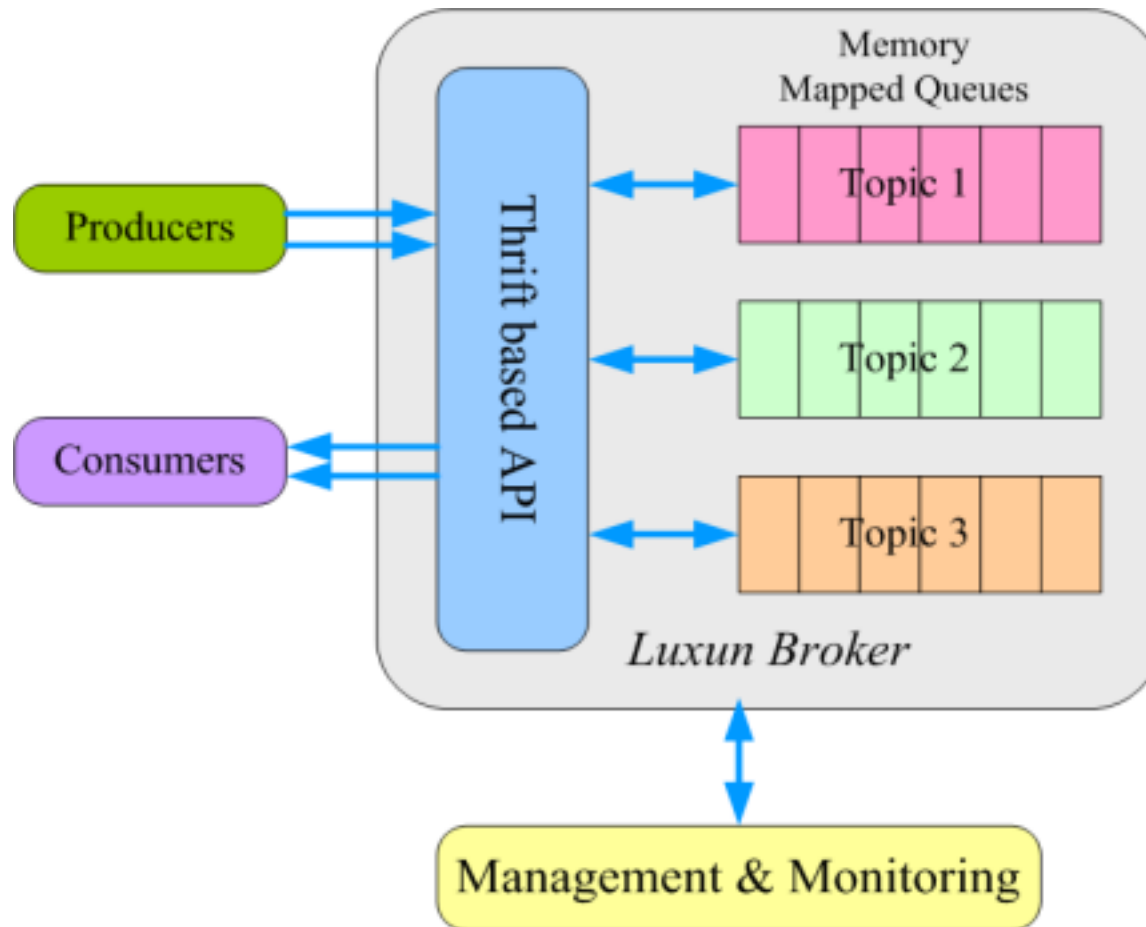 Memory
Mapped Queues
Producers
Consumers
Thrift based API
Topic 1
Topic 2
Topic 3
Luxun Broker
Management & Monitoring